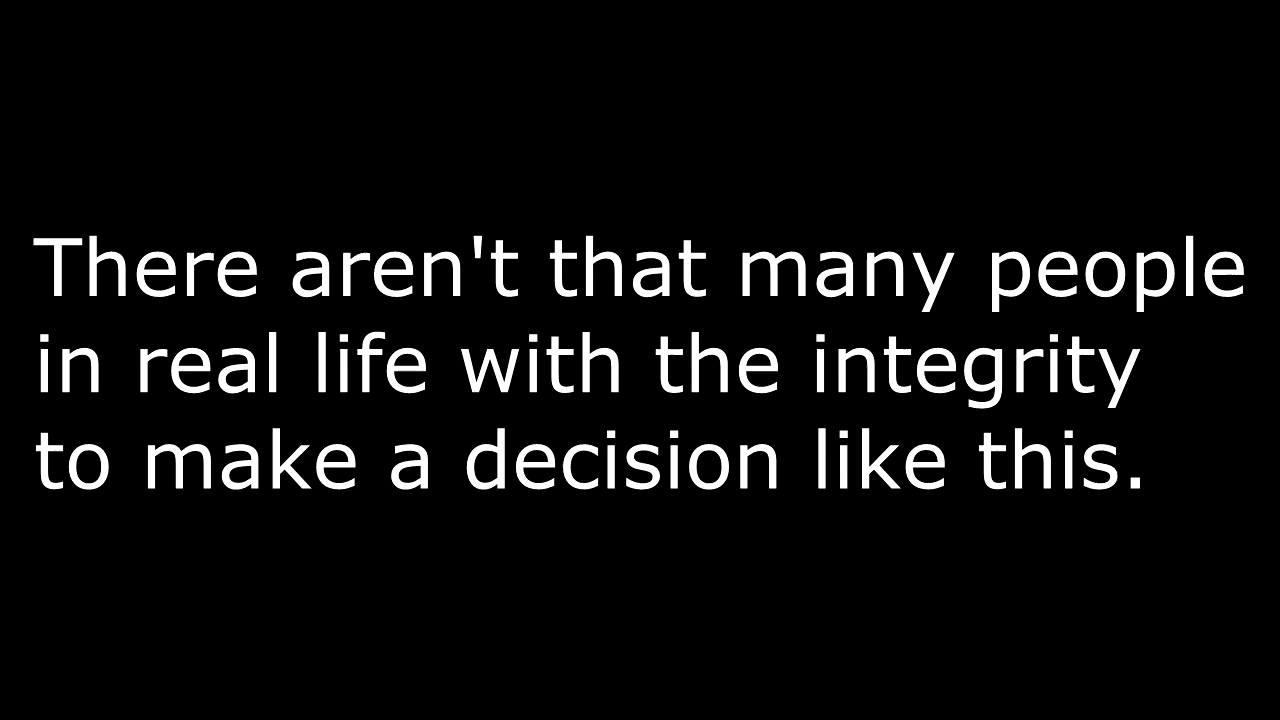 There aren't that many people
in real life with the integrity
to make a decision like this.